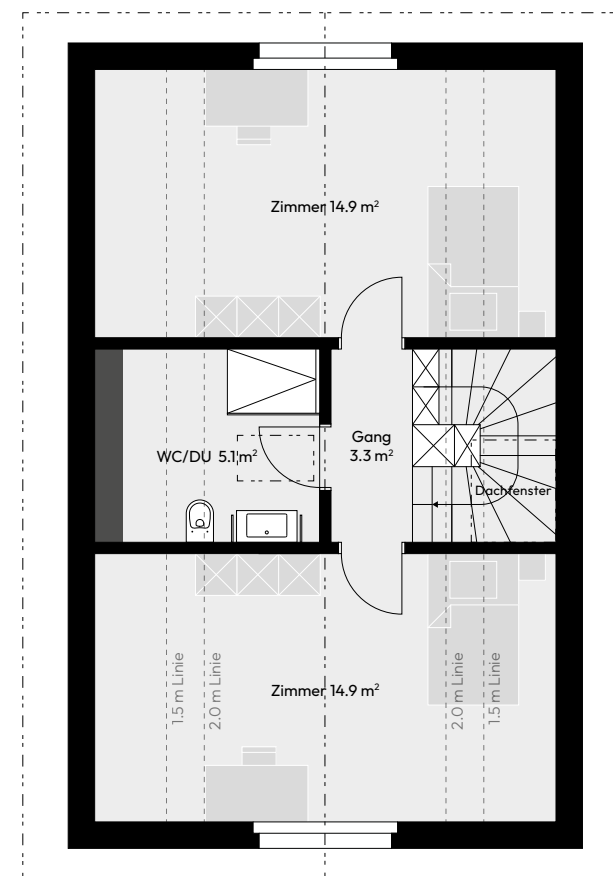 Zimmer 14.9 m²
WC/DU 5.1 m²
Gang
3.3 m²
Dachfenster
1.5 m Linie
2.0 m Linie
Zimmer 14.9 m²
2.0 m Linie
1.5 m Linie